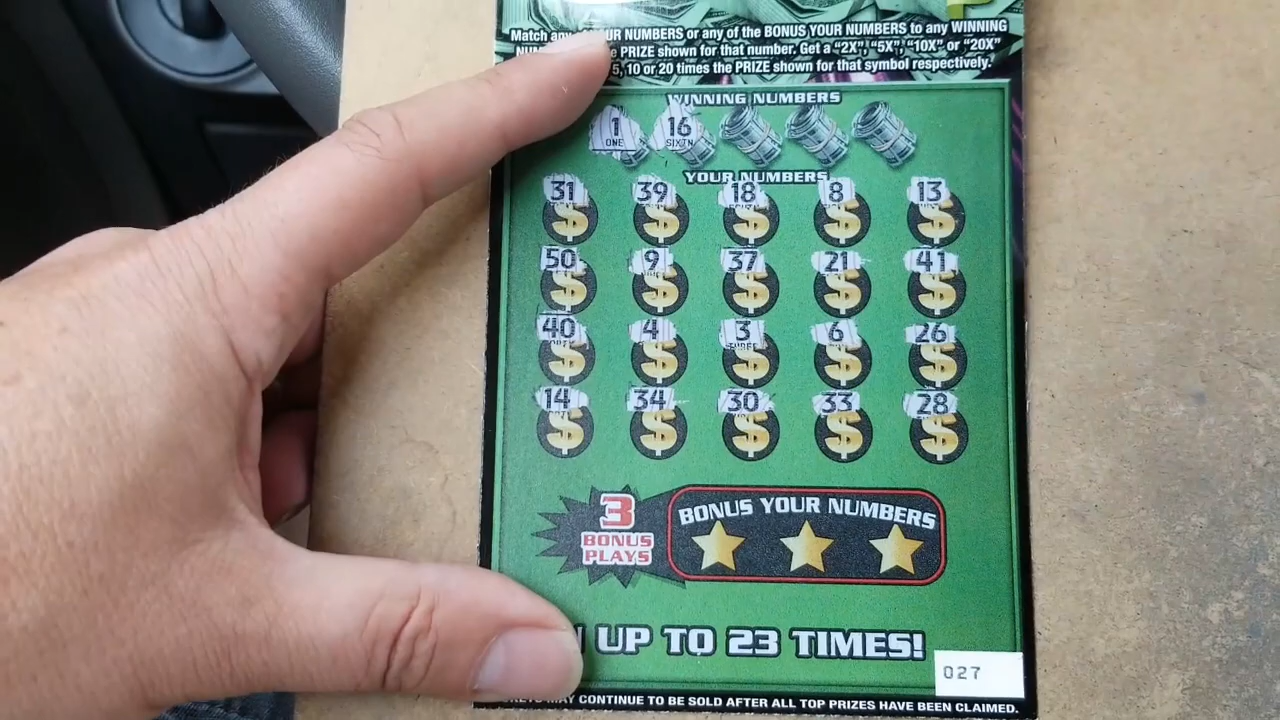 Match any YOUR NUMBERS or any of the BONUS YOUR NUMBERS to any WINNING
PRIZE shown for that number. Get a "2X", "5X", "10X" or "20X"
5, 10 or 20 times the PRIZE shown for that symbol respectively.
WINNING NUMBERS
1 16
ONE SIXTN
YOUR NUMBERS
31 39 18 8 13
50 9 37 21 41
40 4 3 6 26
14 34 30 33 28
3
BONUS
PLAYS
BONUS YOUR NUMBERS
UP TO 23 TIMES!
027
MAY CONTINUE TO BE SOLD AFTER ALL TOP PRIZES HAVE BEEN CLAIMED.